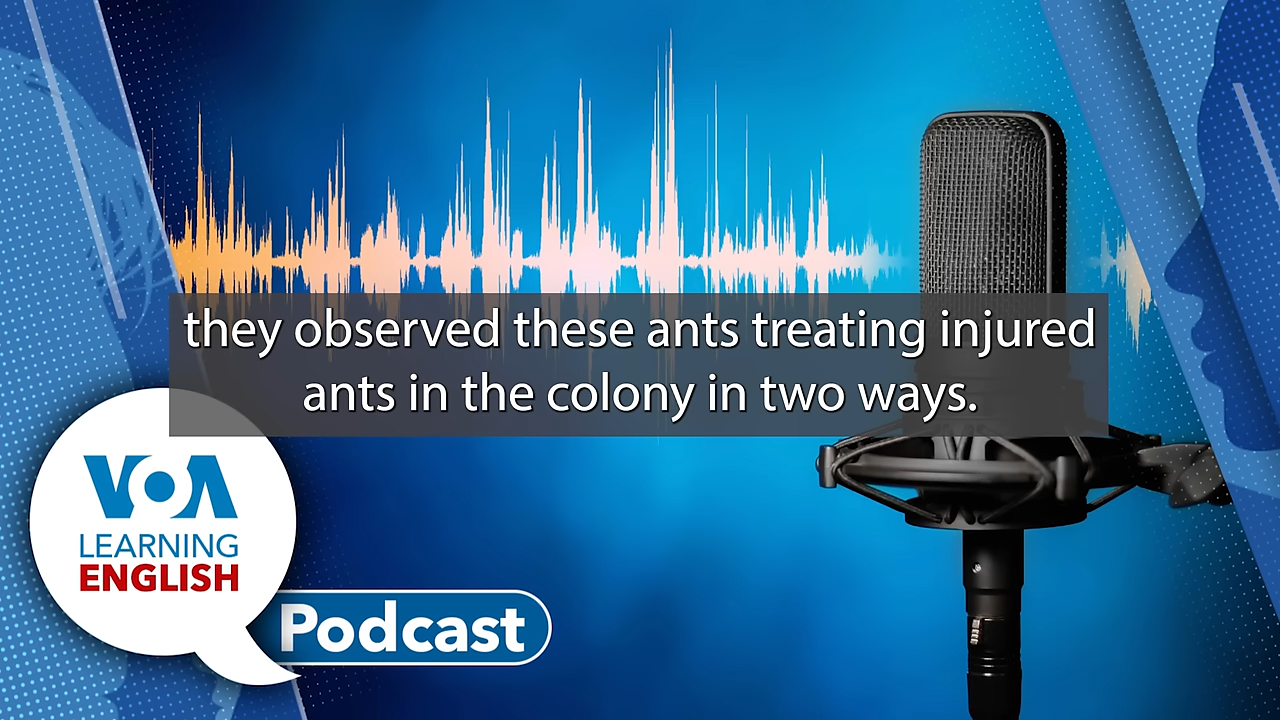 they observed these ants treating injured
ants in the colony in two ways.
VOA
LEARNING
ENGLISH
Podcast